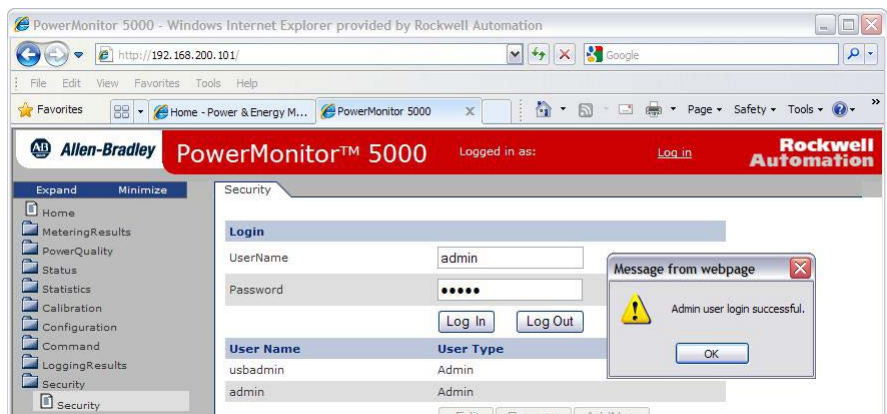 PowerMonitor 5000 - Windows Internet Explorer provided by Rockwell Automation
http://192.168.200.101/
Google
File Edit View Favorites Tools Help
Favorites
Home - Power & Energy M...
PowerMonitor 5000
Page
Safety
Tools
AB Allen-Bradley
PowerMonitor™ 5000
Logged in as:
Log in
Rockwell
Automation
Expand Minimize
Home
MeteringResults
PowerQuality
Status
Statistics
Calibration
Configuration
Command
LoggingResults
Security
Security
Security
Login
UserName admin
Password •••••
Log In Log Out
User Name User Type
usbadmin Admin
admin Admin
Message from webpage
Admin user login successful.
OK